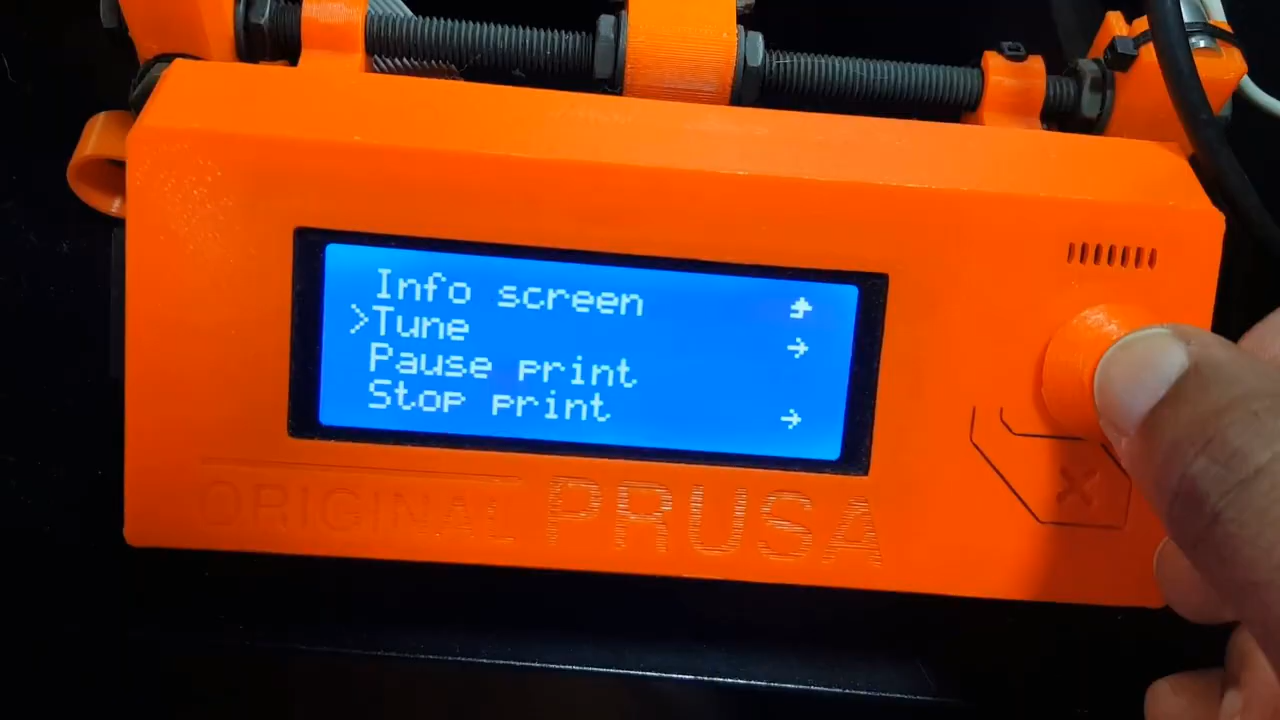 Info screen
>Tune →
Pause print
Stop print →
ORIGINAL PRUSA